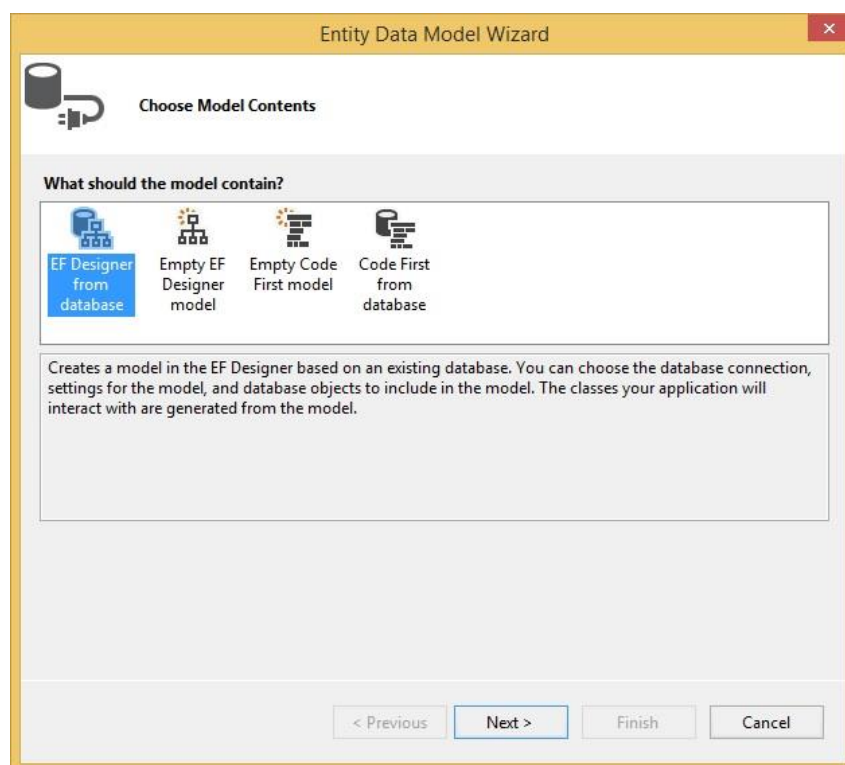 Entity Data Model Wizard
Choose Model Contents
What should the model contain?
EF Designer
from
database
Empty EF
Designer
model
Empty Code
First model
Code First
from
database
Creates a model in the EF Designer based on an existing database. You can choose the database connection,
settings for the model, and database objects to include in the model. The classes your application will
interact with are generated from the model.
< Previous
Next >
Finish
Cancel